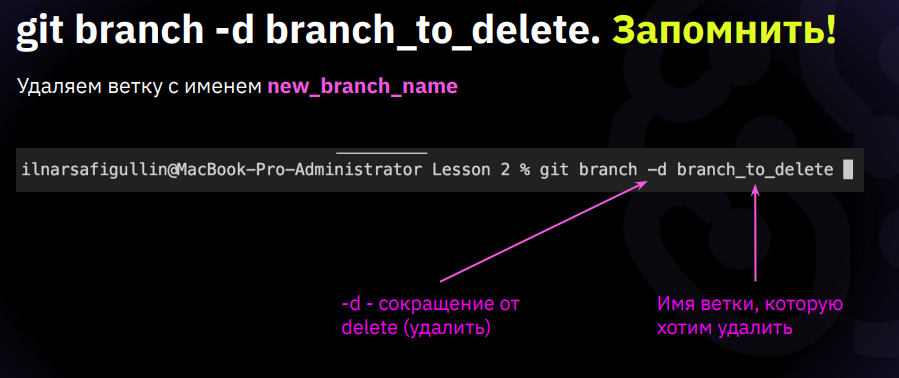 git branch -d branch_to_delete. Запомнить!
Удаляем ветку с именем new_branch_name
ilnarsafigullin@MacBook-Pro-Administrator Lesson 2 % git branch -d branch_to_delete
-d - сокращение от
delete (удалить)
Имя ветки, которую
хотим удалить